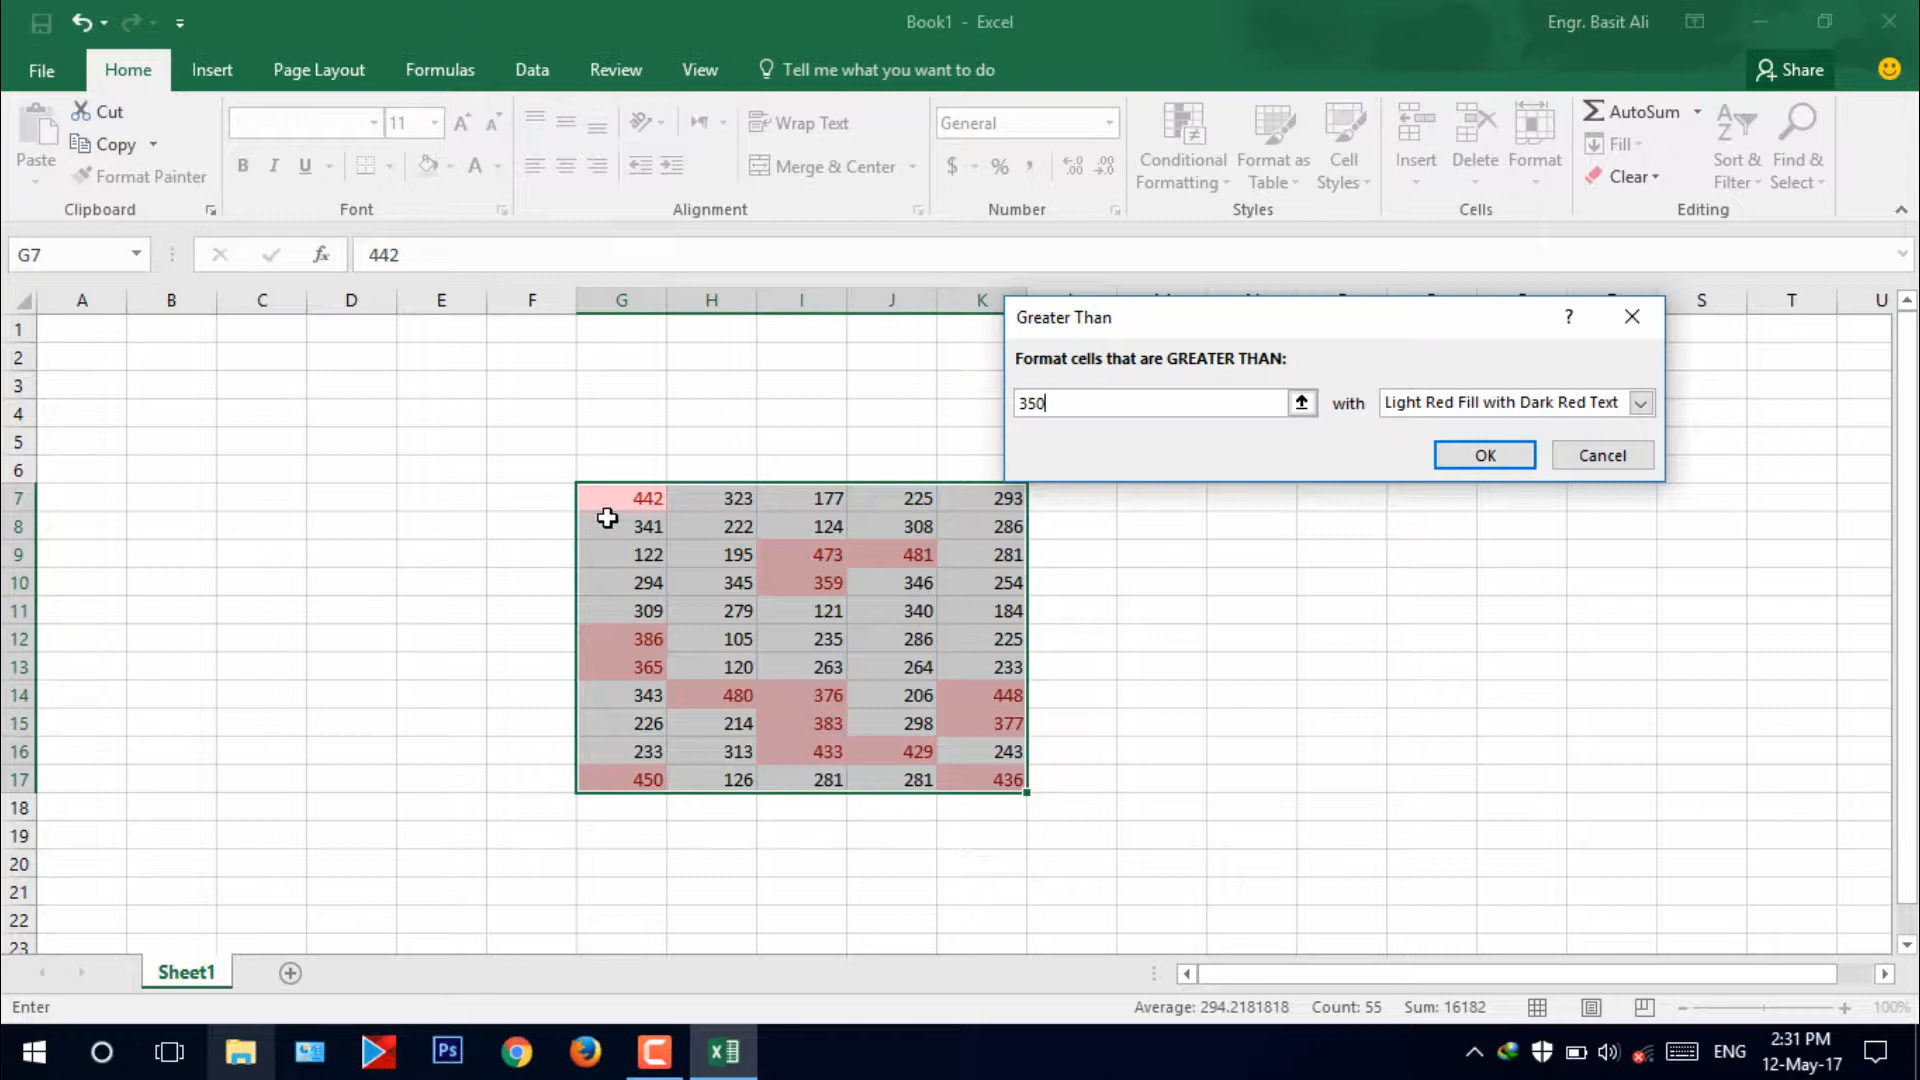 Book1 - Excel
Engr. Basit Ali
File Home Insert Page Layout Formulas Data Review View Tell me what you want to do Share
Paste
Cut
Copy
Format Painter
Clipboard
11
B I U A
Font
Wrap Text
Merge & Center
Alignment
General
$ % ,
Number
Conditional Formatting
Format as Table
Cell Styles
Styles
Insert Delete Format
Cells
AutoSum
Fill
Clear
Sort & Filter
Find & Select
Editing
G7 fx 442
A B C D E F G H I J K S T U
Greater Than ?
Format cells that are GREATER THAN:
350 with Light Red Fill with Dark Red Text
OK Cancel
1
2
3
4
5
6
7 442 323 177 225 293
8 341 222 124 308 286
9 122 195 473 481 281
10 294 345 359 346 254
11 309 279 121 340 184
12 386 105 235 286 225
13 365 120 263 264 233
14 343 480 376 206 448
15 226 214 383 298 377
16 233 313 433 429 243
17 450 126 281 281 436
18
19
20
21
22
23
Sheet1
Enter Average: 294.2181818 Count: 55 Sum: 16182 100%
Ps ENG 2:31 PM
12-May-17